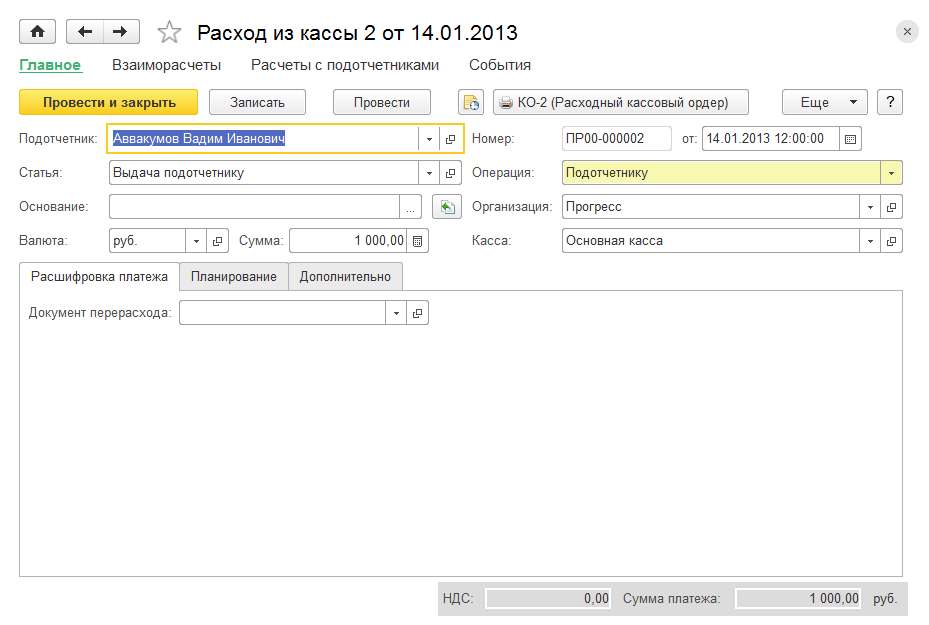 Расход из кассы 2 от 14.01.2013
Главное Взаиморасчеты Расчеты с подотчетниками События
Провести и закрыть Записать Провести КО-2 (Расходный кассовый ордер) Еще ?
Подотчетник: Аввакумов Вадим Иванович Номер: ПР00-000002 от: 14.01.2013 12:00:00
Статья: Выдача подотчетнику Операция: Подотчетнику
Основание: ... Организация: Прогресс
Валюта: руб. Сумма: 1 000,00 Касса: Основная касса
Расшифровка платежа Планирование Дополнительно
Документ перерасхода:
НДС: 0,00 Сумма платежа: 1 000,00 руб.